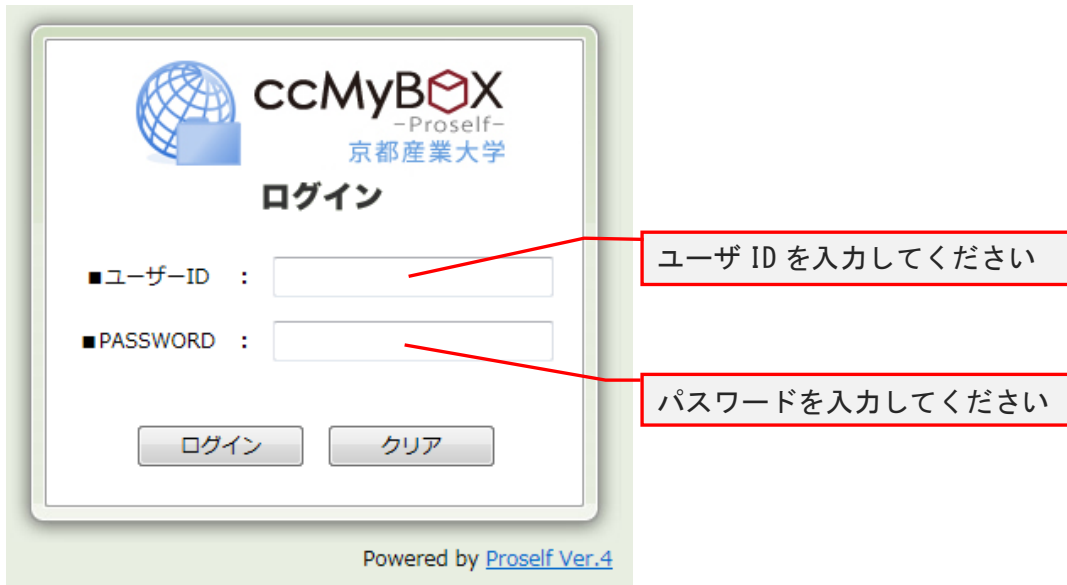 ccMyBOX
-Proself-
京都産業大学
ログイン
■ユーザーID :
ユーザ ID を入力してください
■PASSWORD :
パスワードを入力してください
ログイン クリア
Powered by Proself Ver.4